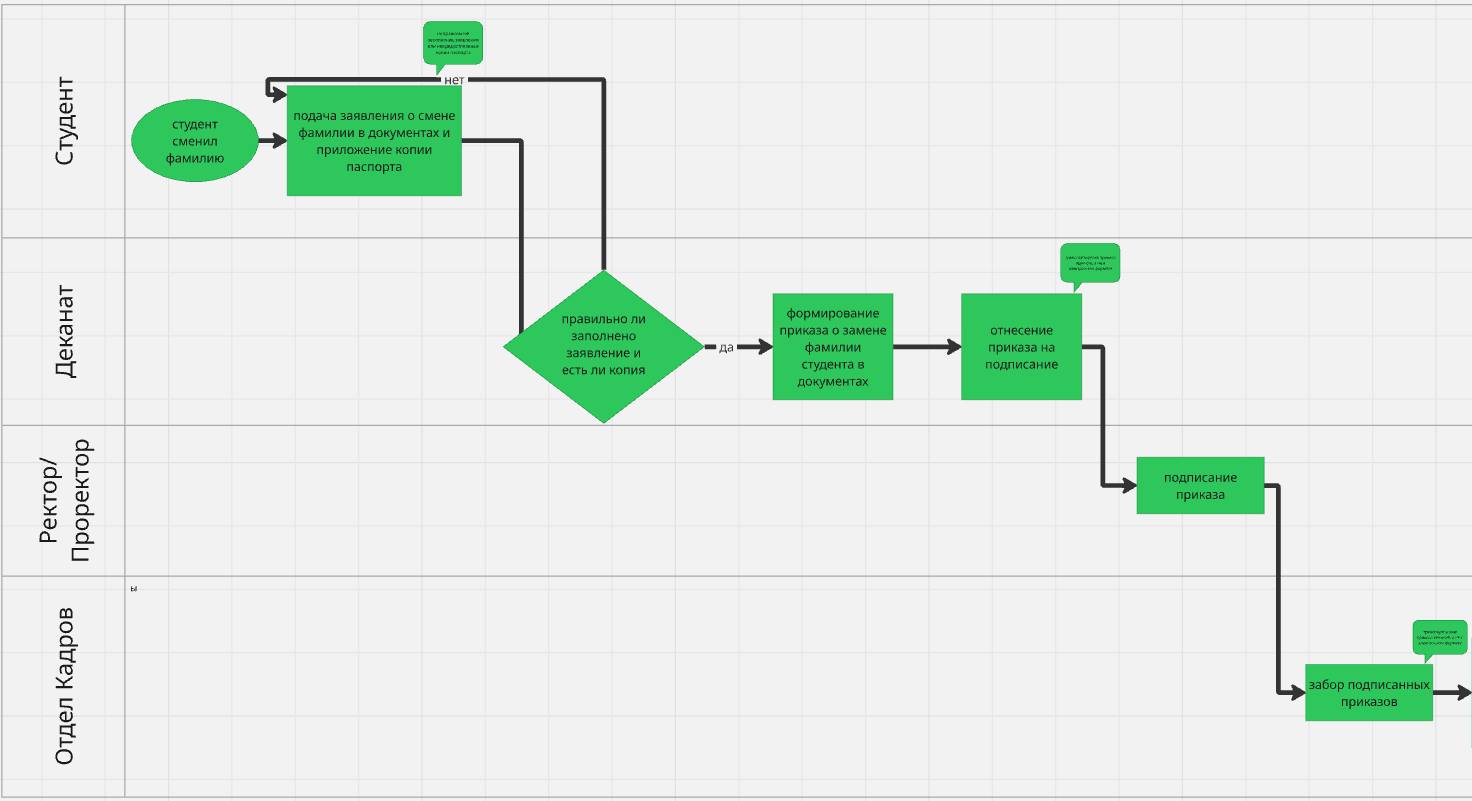 Студент
студент
сменил
фамилию
подача заявления о смене
фамилии в документах и
приложение копии
паспорта
нет
Деканат
правильно ли
заполнено
заявление и
есть ли копия
да
формирование
приказа о замене
фамилии
студента в
документах
отнесение
приказа на
подписание
Ректор/
Проректор
подписание
приказа
ы
Отдел Кадров
забор подписанных
приказов